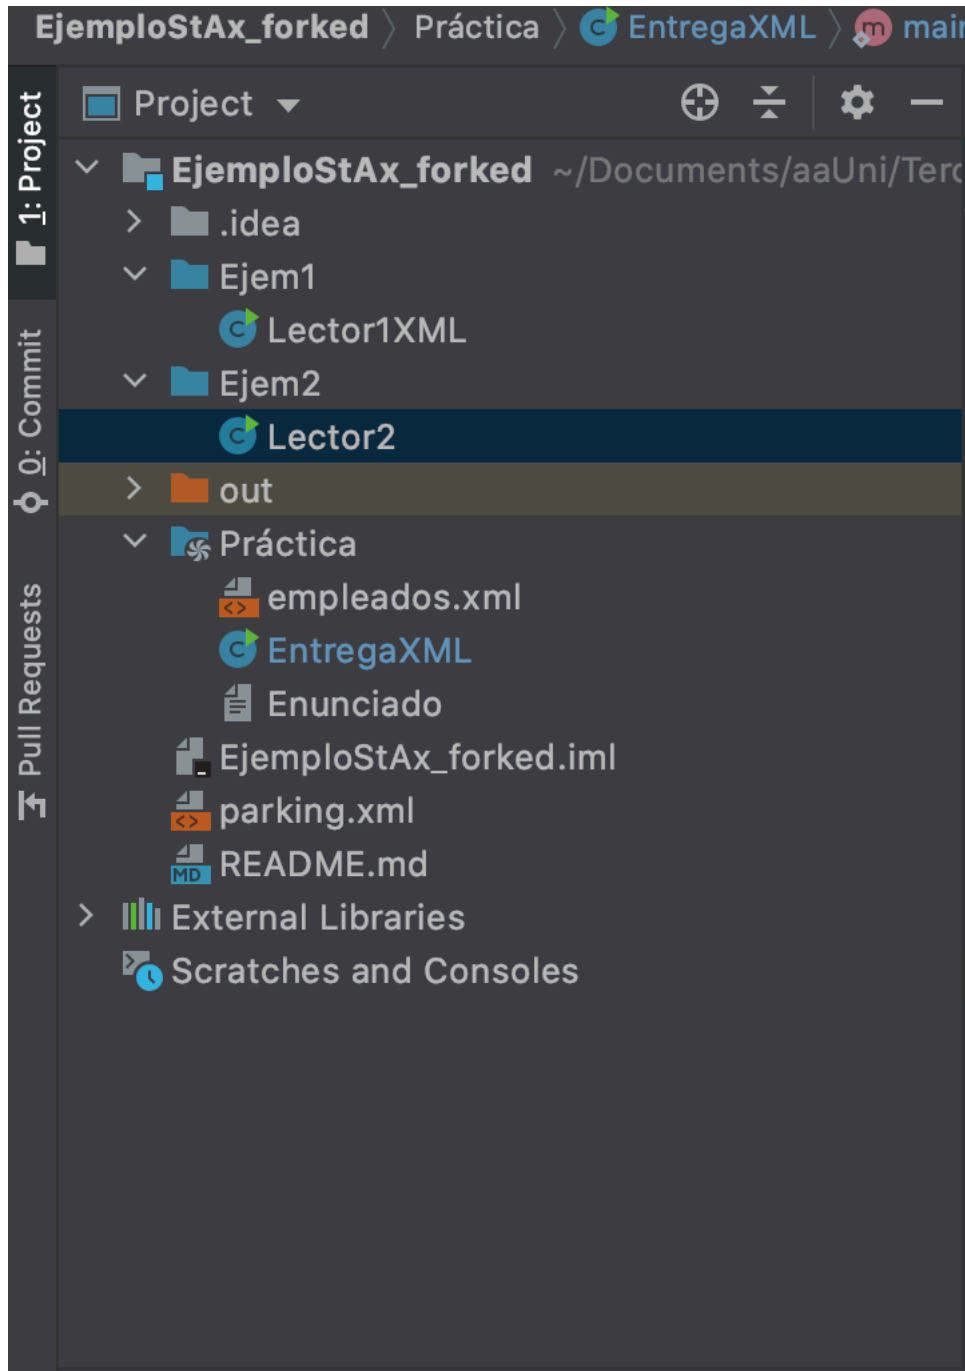 EjemploStAx_forked 〉 Práctica 〉 EntregaXML 〉 m
Project
EjemploStAx_forked ~/Documents/aaUni/
.idea
Ejem1
Lector1XML
Ejem2
Lector2
out
Práctica
empleados.xml
EntregaXML
Enunciado
EjemploStAx_forked.iml
parking.xml
MD README.md
External Libraries
Scratches and Consoles
1: Project
0: Commit
Pull Requests